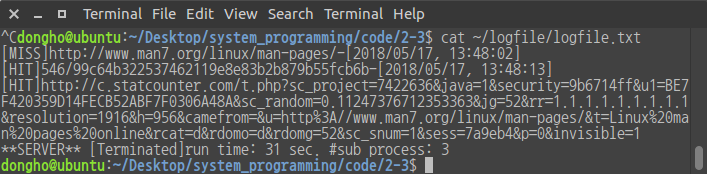 Terminal Terminal File Edit View Search Terminal Help
^Cdongho@ubuntu:~/Desktop/system_programming/code/2-3$ cat ~/logfile/logfile.txt
[MISS]http://www.man7.org/linux/man-pages/-[2018/05/17, 13:48:02]
[HIT]546/99c64b322537462119e8e83b2b879b55fcb6b-[2018/05/17, 13:48:13]
[HIT]http://c.statcounter.com/t.php?sc_project=7422636&java=1&security=9b6714ff&u1=BE7
F420359D14FECB52ABF7F0306A48A&sc_random=0.112473767123533363&jg=52&rr=1.1.1.1.1.1.1.1.1
&resolution=1916&h=956&camefrom=&u=http%3A//www.man7.org/linux/man-pages/&t=Linux%20ma
n%20pages%20online&rcat=d&rdomo=d&rdomg=52&sc_snum=1&sess=7a9eb4&p=0&invisible=1
**SERVER** [Terminated]run time: 31 sec. #sub process: 3
dongho@ubuntu:~/Desktop/system_programming/code/2-3$